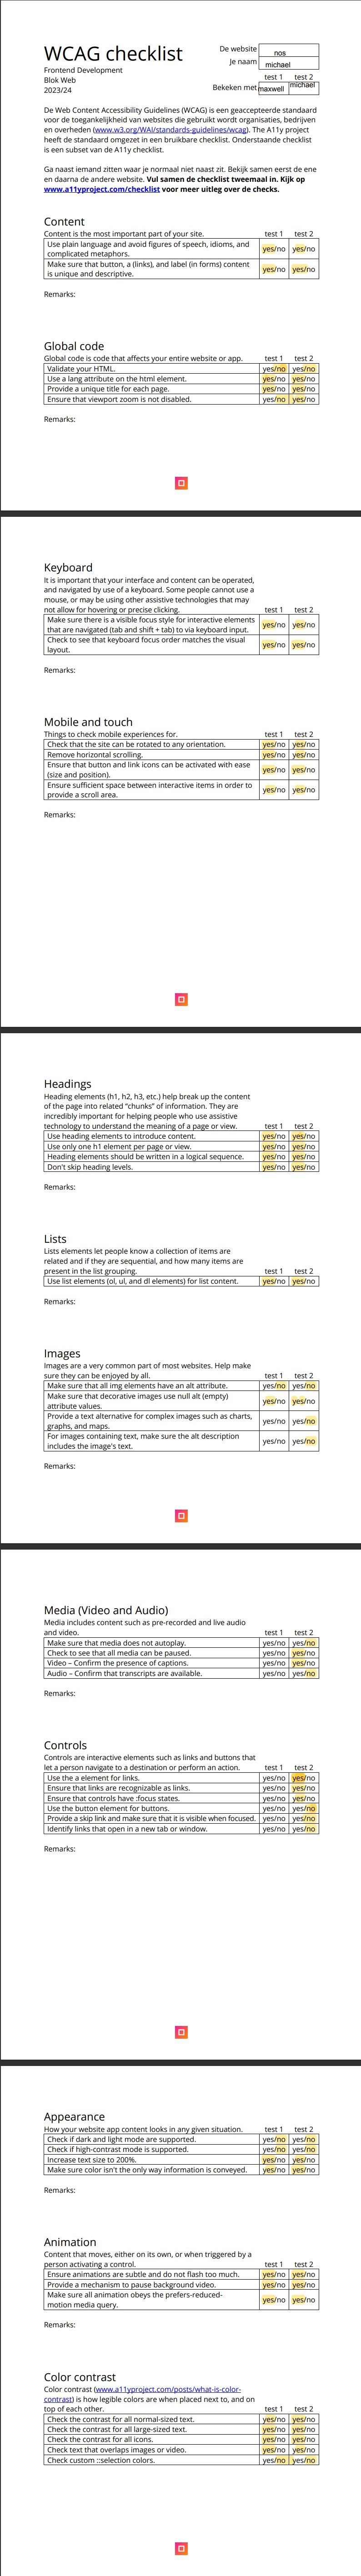 WCAG checklist
Frontend Development
Blok Web
2023/24
De website nos
Je naam michael
test 1 test 2
Bekeken met maxwell michael
De Web Content Accessibility Guidelines (WCAG) is een geaccepteerde standaard
voor de toegankelijkheid van websites die gebruikt wordt organisaties, bedrijven
en overheden (www.w3.org/WAI/standards-guidelines/wcag). The A11y project
heeft de standaard omgezet in een bruikbare checklist. Onderstaande checklist
is een subset van de A11y checklist.
Ga naast iemand zitten waar je normaal niet naast zit. Bekijk samen eerst de ene
en daarna de andere website. Vul samen de checklist tweemaal in. Kijk op
www.a11yproject.com/checklist voor meer uitleg over de checks.
Content
Content is the most important part of your site. test 1 test 2
Use plain language and avoid figures of speech, idioms, and
complicated metaphors. yes/no yes/no
Make sure that button, a (links), and label (in forms) content
is unique and descriptive. yes/no yes/no
Remarks:
Global code
Global code is code that affects your entire website or app. test 1 test 2
Validate your HTML. yes/no yes/no
Use a lang attribute on the html element. yes/no yes/no
Provide a unique title for each page. yes/no yes/no
Ensure that viewport zoom is not disabled. yes/no yes/no
Remarks:
Keyboard
It is important that your interface and content can be operated,
and navigated by use of a keyboard. Some people cannot use a
mouse, or may be using other assistive technologies that may
not allow for hovering or precise clicking. test 1 test 2
Make sure there is a visible focus style for interactive elements
that are navigated (tab and shift + tab) to via keyboard input. yes/no yes/no
Check to see that keyboard focus order matches the visual
layout. yes/no yes/no
Remarks:
Mobile and touch
Things to check mobile experiences for. test 1 test 2
Check that the site can be rotated to any orientation. yes/no yes/no
Remove horizontal scrolling. yes/no yes/no
Ensure that button and link icons can be activated with ease
(size and position). yes/no yes/no
Ensure sufficient space between interactive items in order to
provide a scroll area. yes/no yes/no
Remarks:
Headings
Heading elements (h1, h2, h3, etc.) help break up the content
of the page into related “chunks” of information. They are
incredibly important for helping people who use assistive
technology to understand the meaning of a page or view. test 1 test 2
Use heading elements to introduce content. yes/no yes/no
Use only one h1 element per page or view. yes/no yes/no
Heading elements should be written in a logical sequence. yes/no yes/no
Don't skip heading levels. yes/no yes/no
Remarks:
Lists
Lists elements let people know a collection of items are
related and if they are sequential, and how many items are
present in the list grouping. test 1 test 2
Use list elements (ol, ul, and dl elements) for list content. yes/no yes/no
Remarks:
Images
Images are a very common part of most websites. Help make
sure they can be enjoyed by all. test 1 test 2
Make sure that all img elements have an alt attribute. yes/no yes/no
Make sure that decorative images use null alt (empty)
attribute values. yes/no yes/no
Provide a text alternative for complex images such as charts,
graphs, and maps. yes/no yes/no
For images containing text, make sure the alt description
includes the image's text. yes/no yes/no
Remarks:
Media (Video and Audio)
Media includes content such as pre-recorded and live audio
and video. test 1 test 2
Make sure that media does not autoplay. yes/no yes/no
Check to see that all media can be paused. yes/no yes/no
Video – Confirm the presence of captions. yes/no yes/no
Audio – Confirm that transcripts are available. yes/no yes/no
Remarks:
Controls
Controls are interactive elements such as links and buttons that
let a person navigate to a destination or perform an action. test 1 test 2
Use the a element for links. yes/no yes/no
Ensure that links are recognizable as links. yes/no yes/no
Ensure that controls have :focus states. yes/no yes/no
Use the button element for buttons. yes/no yes/no
Provide a skip link and make sure that it is visible when focused. yes/no yes/no
Identify links that open in a new tab or window. yes/no yes/no
Remarks:
Appearance
How your website app content looks in any given situation. test 1 test 2
Check if dark and light mode are supported. yes/no yes/no
Check if high-contrast mode is supported. yes/no yes/no
Increase text size to 200%. yes/no yes/no
Make sure color isn't the only way information is conveyed. yes/no yes/no
Remarks:
Animation
Content that moves, either on its own, or when triggered by a
person activating a control. test 1 test 2
Ensure animations are subtle and do not flash too much. yes/no yes/no
Provide a mechanism to pause background video. yes/no yes/no
Make sure all animation obeys the prefers-reduced-
motion media query. yes/no yes/no
Remarks:
Color contrast
Color contrast (www.a11yproject.com/posts/what-is-color-
contrast) is how legible colors are when placed next to, and on
top of each other. test 1 test 2
Check the contrast for all normal-sized text. yes/no yes/no
Check the contrast for all large-sized text. yes/no yes/no
Check the contrast for all icons. yes/no yes/no
Check text that overlaps images or video. yes/no yes/no
Check custom ::selection colors. yes/no yes/no